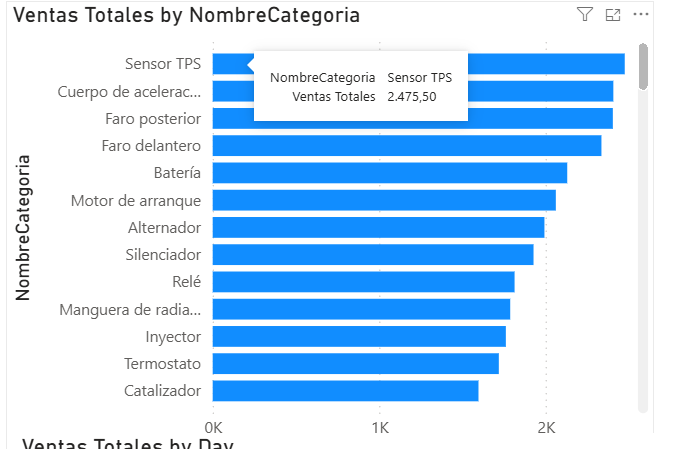 Ventas Totales by NombreCategoria
NombreCategoria
Sensor TPS
Cuerpo de acelerac...
Faro posterior
Faro delantero
Batería
Motor de arranque
Alternador
Silenciador
Relé
Manguera de radia...
Inyector
Termostato
Catalizador
NombreCategoria Sensor TPS
Ventas Totales 2.475,50
0K 1K 2K
Ventas Totales by Day